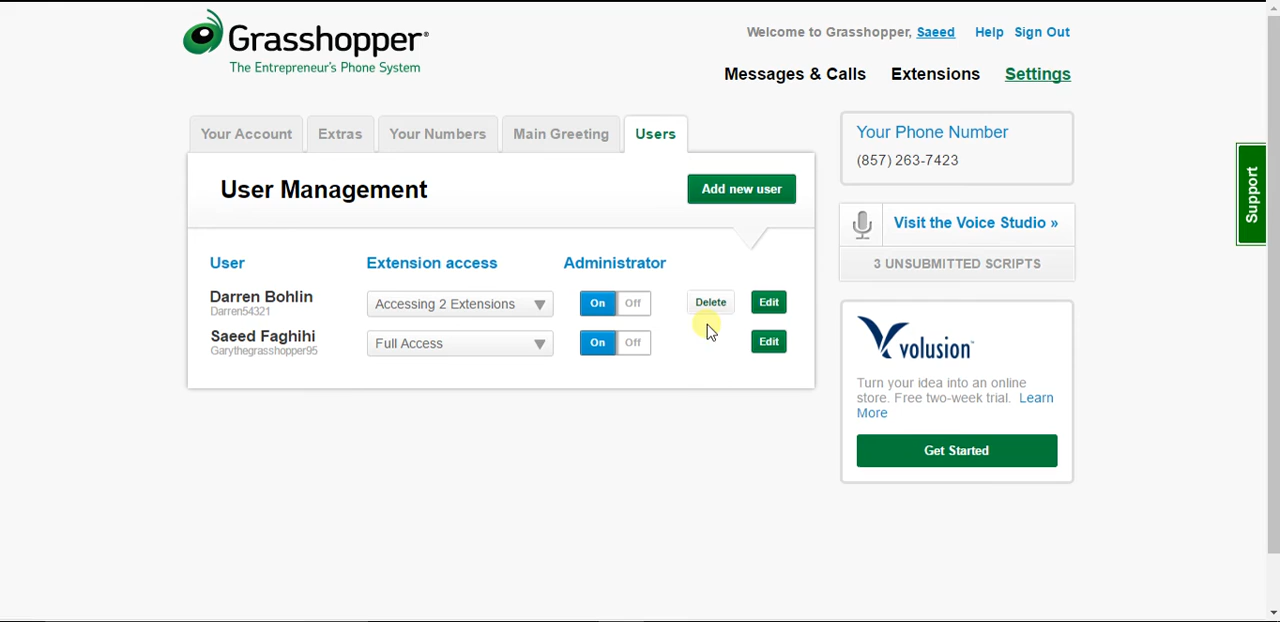 Grasshopper®
The Entrepreneur's Phone System
Welcome to Grasshopper, Saeed Help Sign Out
Messages & Calls Extensions Settings
Your Account Extras Your Numbers Main Greeting Users
User Management Add new user
User Extension access Administrator
Darren Bohlin Accessing 2 Extensions On Off Delete Edit
Darren54321
Saeed Faghihi Full Access On Off Edit
Garythegrasshopper95
Your Phone Number
(857) 263-7423
Visit the Voice Studio »
3 UNSUBMITTED SCRIPTS
volusion™
Turn your idea into an online
store. Free two-week trial. Learn
More
Get Started
Support